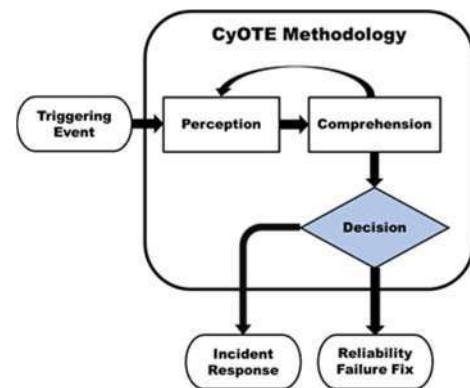 CyOTE Methodology
Triggering
Event
Perception
Comprehension
Decision
Incident
Response
Reliability
Failure Fix